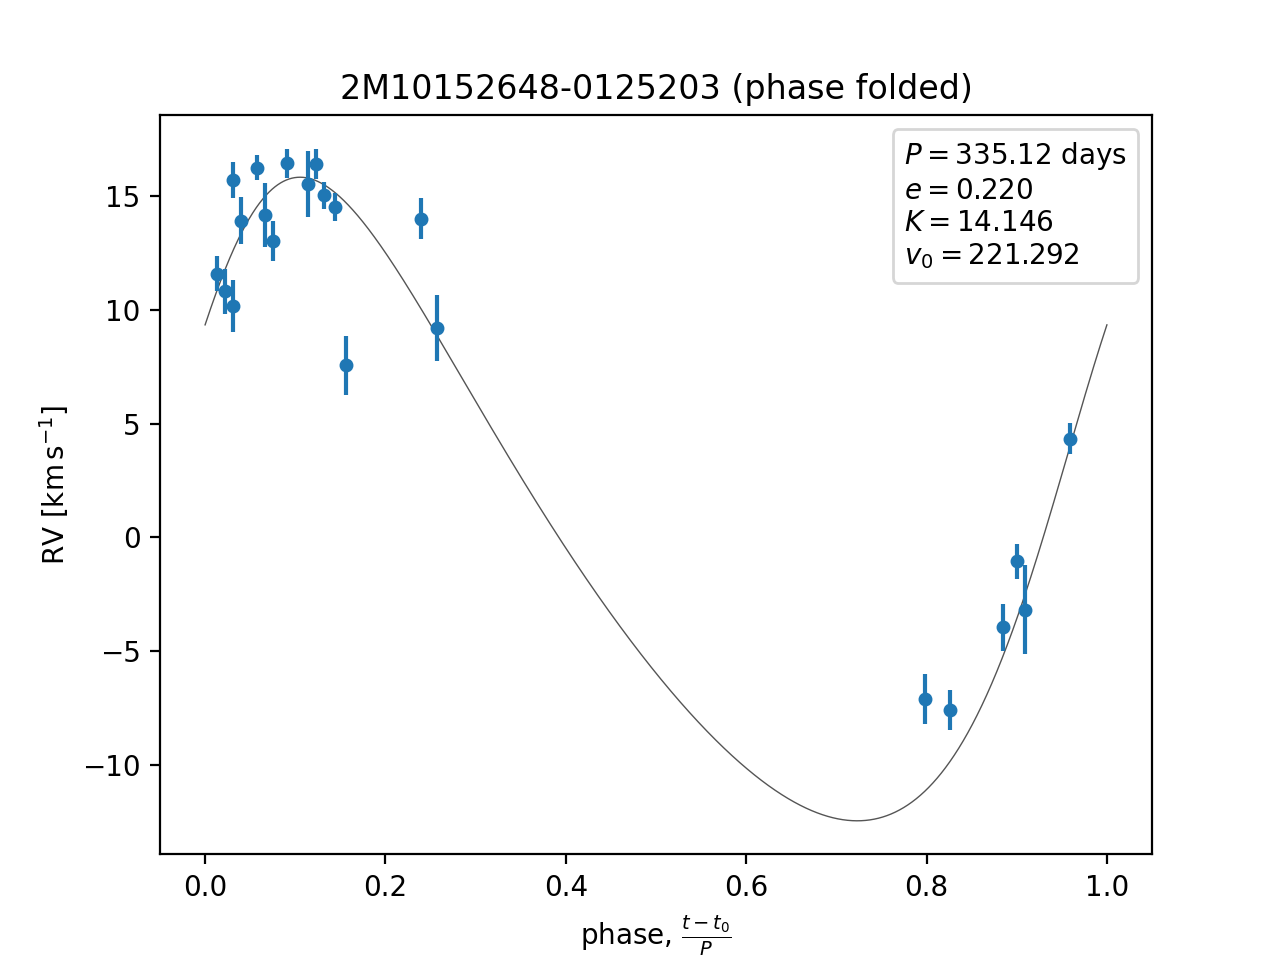 2M10152648-0125203 (phase folded)
P = 335.12 days
e = 0.220
K = 14.146
v₀ = 221.292
15
10
5
0
−5
−10
RV [km s⁻¹]
0.0 0.2 0.4 0.6 0.8 1.0
phase, (t − t₀)/P